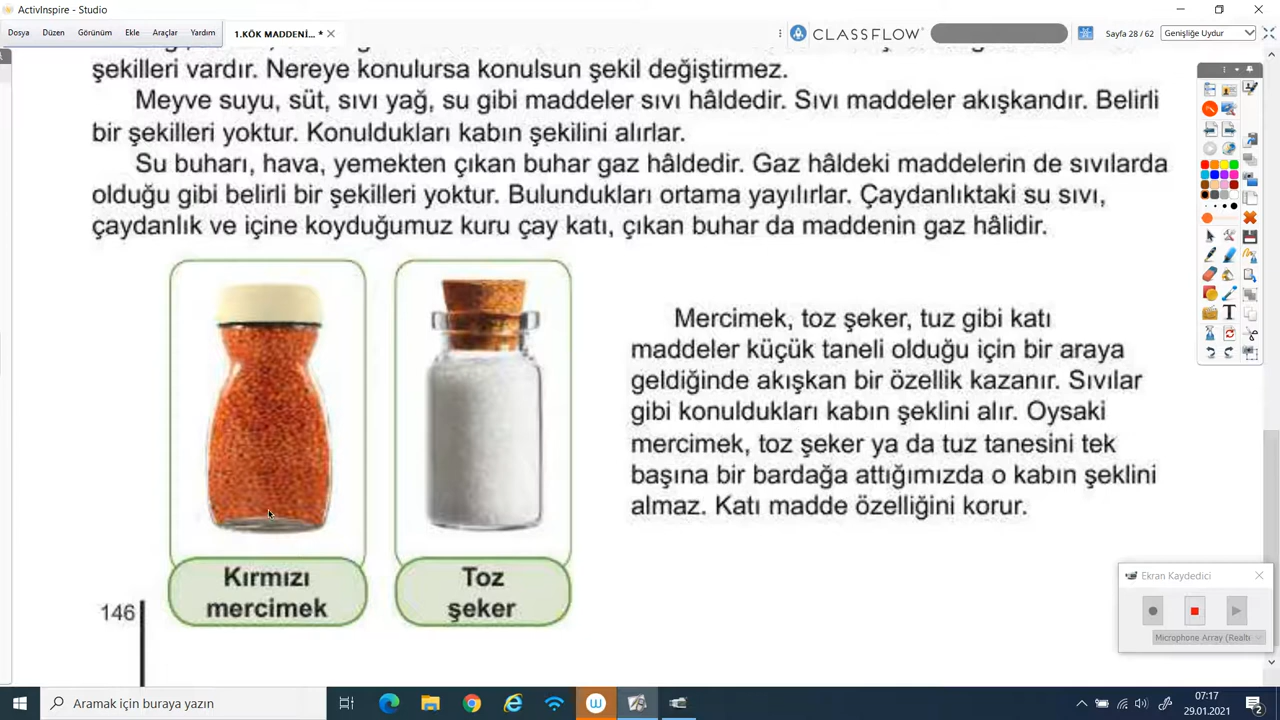 ActivInspire - Studio
Dosya Düzen Görünüm Ekle Araçlar Yardım
1.KÖK MADDENİ... *
CLASSFLOW
Sayfa 28 / 62
Genişliğe Uydur
şekilleri vardır. Nereye konulursa konulsun şekil değiştirmez.
Meyve suyu, süt, sıvı yağ, su gibi maddeler sıvı hâldedir. Sıvı maddeler akışkandır. Belirli
bir şekilleri yoktur. Konuldukları kabın şekilini alırlar.
Su buharı, hava, yemekten çıkan buhar gaz hâldedir. Gaz hâldeki maddelerin de sıvılarda
olduğu gibi belirli bir şekilleri yoktur. Bulundukları ortama yayılırlar. Çaydanlıktaki su sıvı,
çaydanlık ve içine koyduğumuz kuru çay katı, çıkan buhar da maddenin gaz hâlidir.
Kırmızı
mercimek
Toz
şeker
Mercimek, toz şeker, tuz gibi katı
maddeler küçük taneli olduğu için bir araya
geldiğinde akışkan bir özellik kazanır. Sıvılar
gibi konuldukları kabın şeklini alır. Oysaki
mercimek, toz şeker ya da tuz tanesini tek
başına bir bardağa attığımızda o kabın şeklini
almaz. Katı madde özelliğini korur.
146
Ekran Kaydedici
Microphone Array (Realte
Aramak için buraya yazın
07:17
29.01.2021